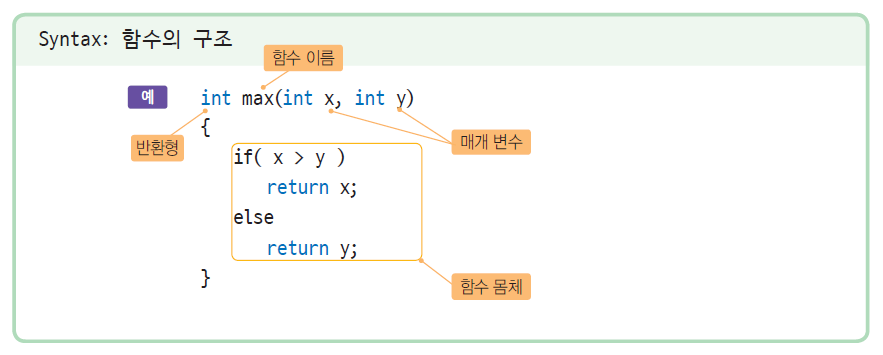 Syntax: 함수의 구조
함수 이름
예
int max(int x, int y)
{
반환형
매개 변수
if( x > y )
return x;
else
return y;
}
함수 몸체